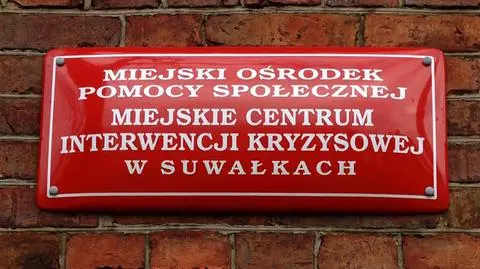 MIEJSKI OŚRODEK
POMOCY SPOŁECZNEJ
MIEJSKIE CENTRUM
INTERWENCJI KRYZYSOWEJ
W SUWAŁKACH